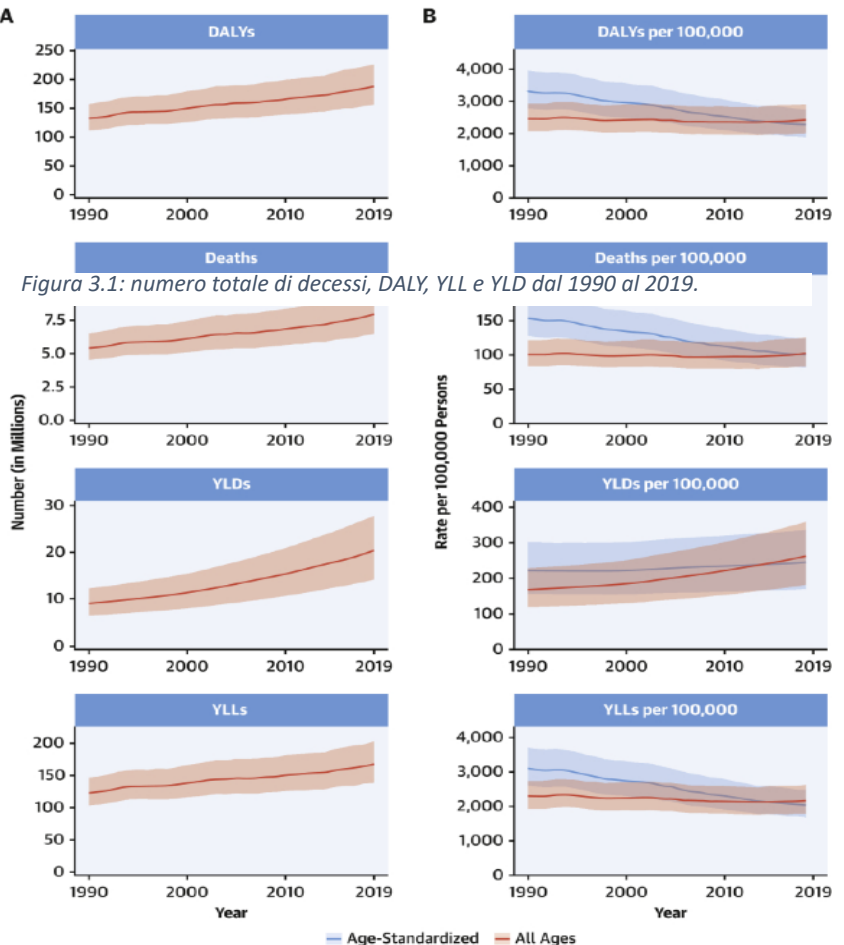 A
DALYs
250
200
150
100
50
0
1990 2000 2010 2019
B
DALYs per 100,000
4,000
3,000
2,000
1,000
0
1990 2000 2010 2019
Deaths
Deaths per 100,000
Figura 3.1: numero totale di decessi, DALY, YLL e YLD dal 1990 al 2019.
7.5
5.0
2.5
0.0
1990 2000 2010 2019
150
100
50
0
1990 2000 2010 2019
Number (in Millions)
Rate per 100,000 Persons
YLDs
30
20
10
0
1990 2000 2010 2019
YLDs per 100,000
400
300
200
100
0
1990 2000 2010 2019
YLLs
200
150
100
50
0
1990 2000 2010 2019
Year
YLLs per 100,000
4,000
3,000
2,000
1,000
0
1990 2000 2010 2019
Year
Age-Standardized All Ages